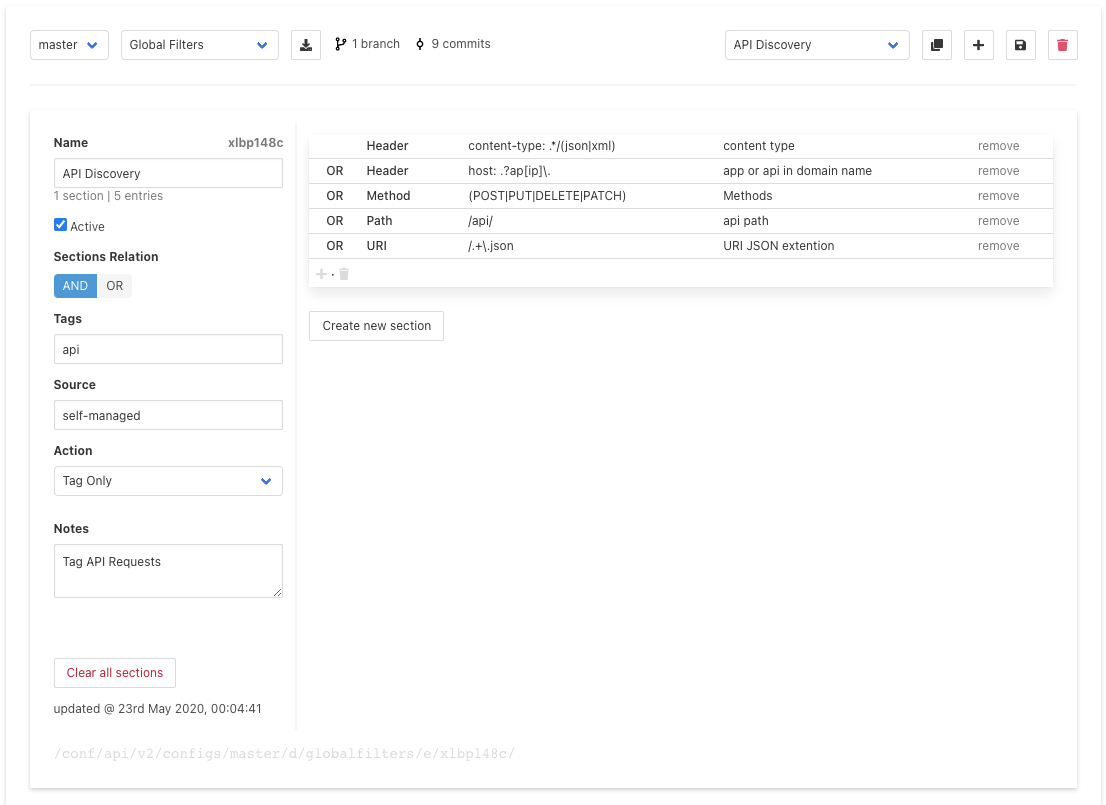 master Global Filters 1 branch 9 commits API Discovery
Name xlbp148c
API Discovery
1 section | 5 entries
Active
Sections Relation
AND OR
Tags
api
Source
self-managed
Action
Tag Only
Notes
Tag API Requests
Clear all sections
updated @ 23rd May 2020, 00:04:41
Header content-type: .*/(json|xml) content type remove
OR Header host: .?ap[ip]\. app or api in domain name remove
OR Method (POST|PUT|DELETE|PATCH) Methods remove
OR Path /api/ api path remove
OR URI /.+\.json URI JSON extention remove
Create new section
/conf/api/v2/configs/master/d/globalfilters/e/xlbp148c/